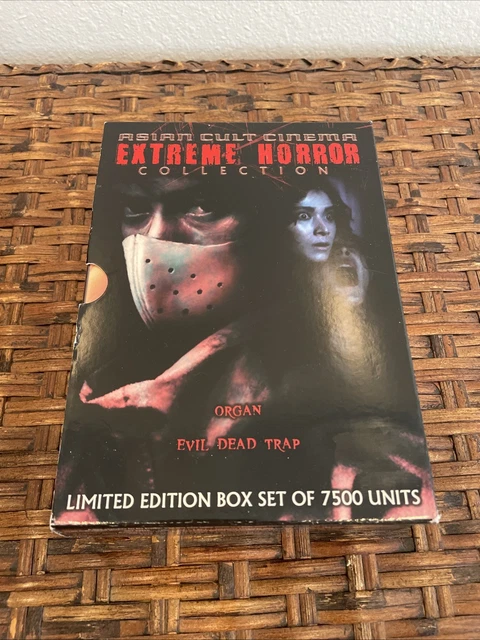 ASIAN CULT CINEMA
EXTREME HORROR
COLLECTION
ORGAN
EVIL DEAD TRAP
LIMITED EDITION BOX SET OF 7500 UNITS